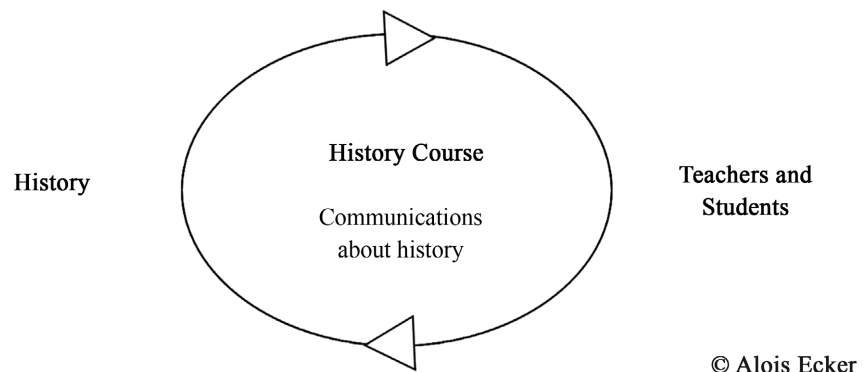 History Course
History
Teachers and
Students
Communications
about history
© Alois Ecker